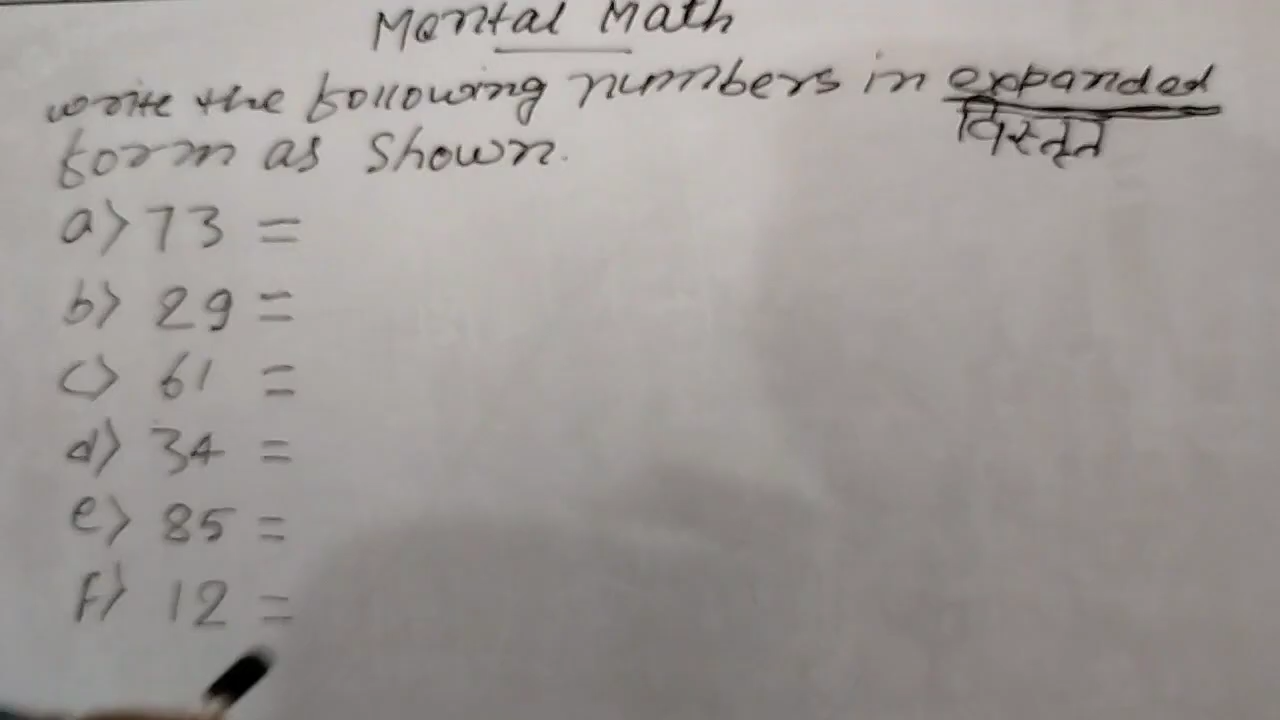 Mental Math
write the following numbers in expanded
विस्तृत
form as shown.
a) 73 =
b) 29 =
c) 61 =
d) 34 =
e) 85 =
f) 12 =